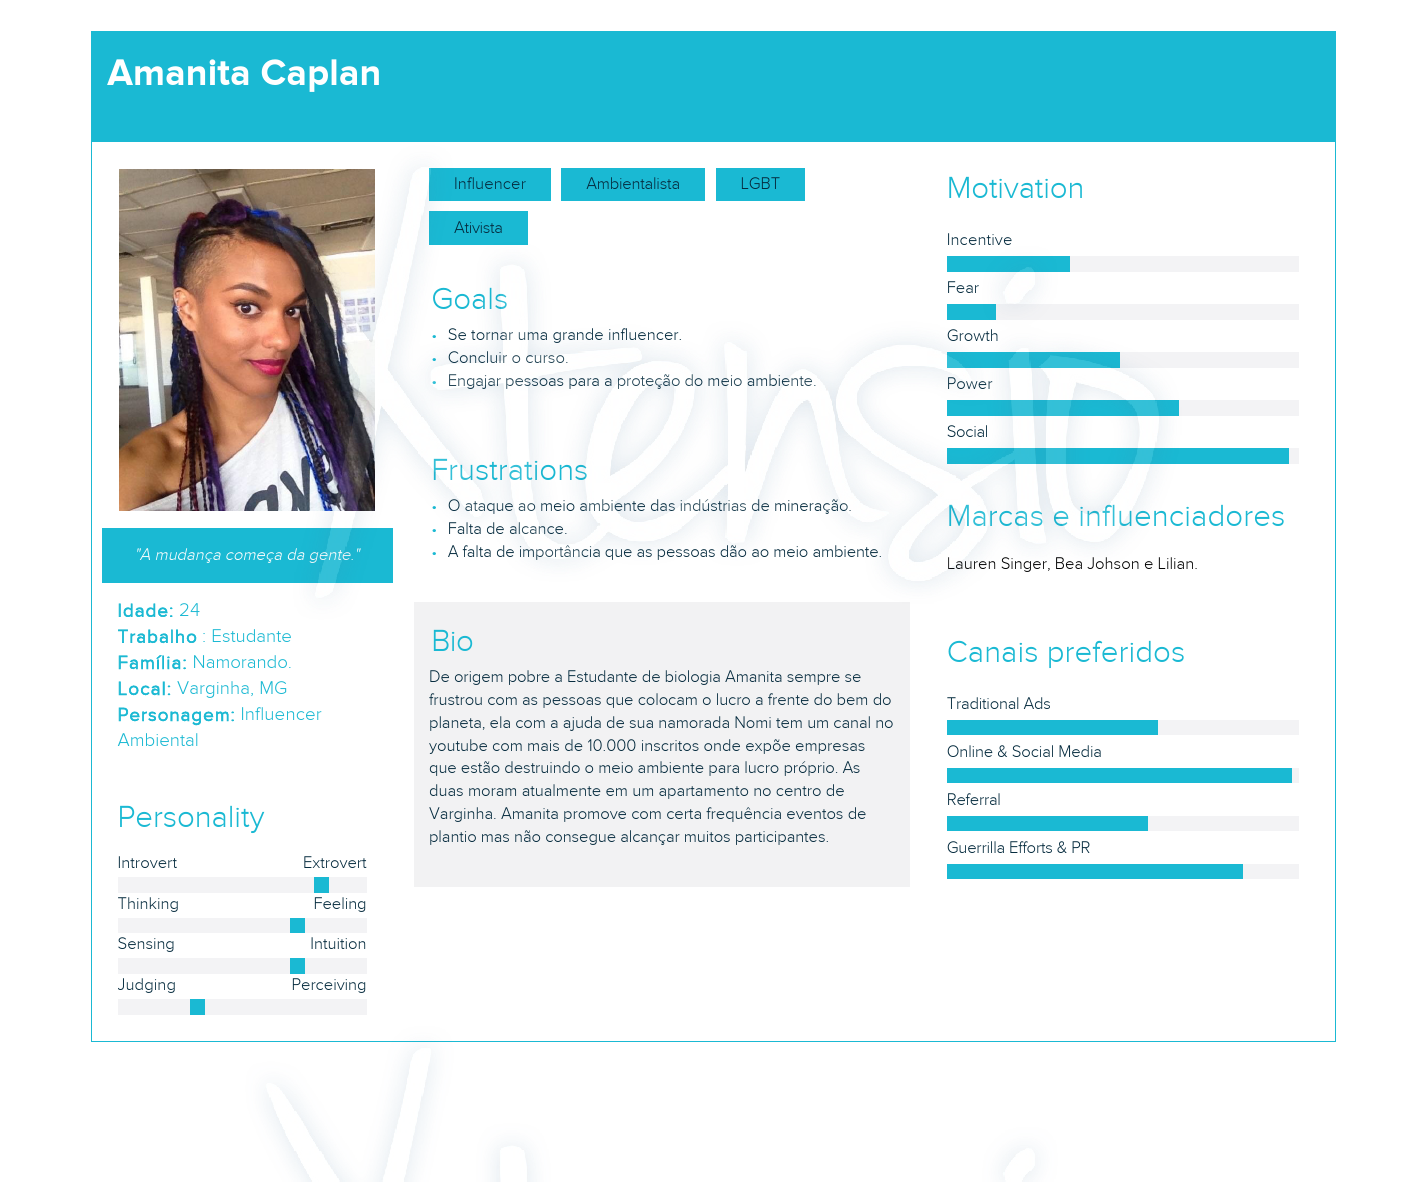 Amanita Caplan
"A mudança começa da gente."
Idade: 24
Trabalho : Estudante
Família: Namorando.
Local: Varginha, MG
Personagem: Influencer
Ambiental
Personality
Introvert Extrovert
Thinking Feeling
Sensing Intuition
Judging Perceiving
Influencer Ambientalista LGBT
Ativista
Goals
• Se tornar uma grande influencer.
• Concluir o curso.
• Engajar pessoas para a proteção do meio ambiente.
Frustrations
• O ataque ao meio ambiente das indústrias de mineração.
• Falta de alcance.
• A falta de importância que as pessoas dão ao meio ambiente.
Bio
De origem pobre a Estudante de biologia Amanita sempre se
frustrou com as pessoas que colocam o lucro a frente do bem do
planeta, ela com a ajuda de sua namorada Nomi tem um canal no
youtube com mais de 10.000 inscritos onde expõe empresas
que estão destruindo o meio ambiente para lucro próprio. As
duas moram atualmente em um apartamento no centro de
Varginha. Amanita promove com certa frequência eventos de
plantio mas não consegue alcançar muitos participantes.
Motivation
Incentive
Fear
Growth
Power
Social
Marcas e influenciadores
Lauren Singer, Bea Johson e Lilian.
Canais preferidos
Traditional Ads
Online & Social Media
Referral
Guerrilla Efforts & PR
Xtensio